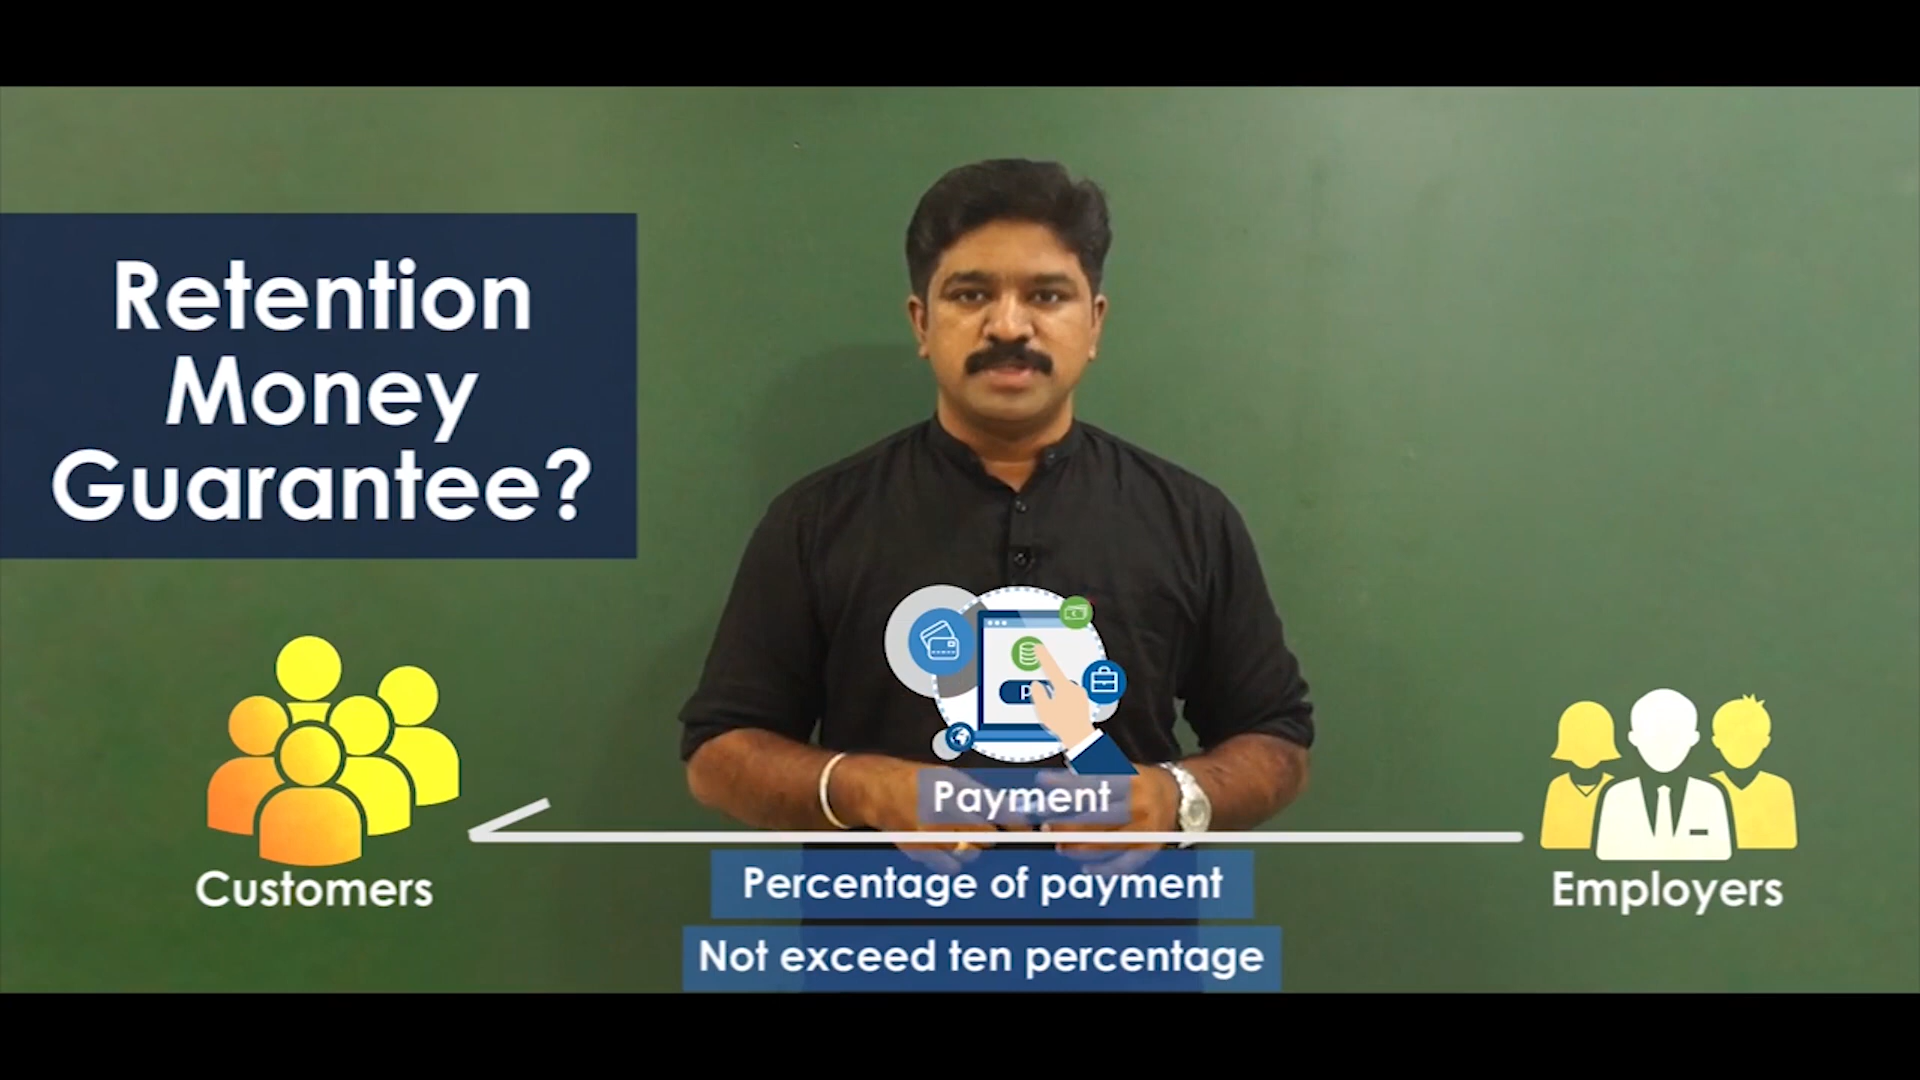 Retention
Money
Guarantee?
Payment
Customers
Employers
Percentage of payment
Not exceed ten percentage